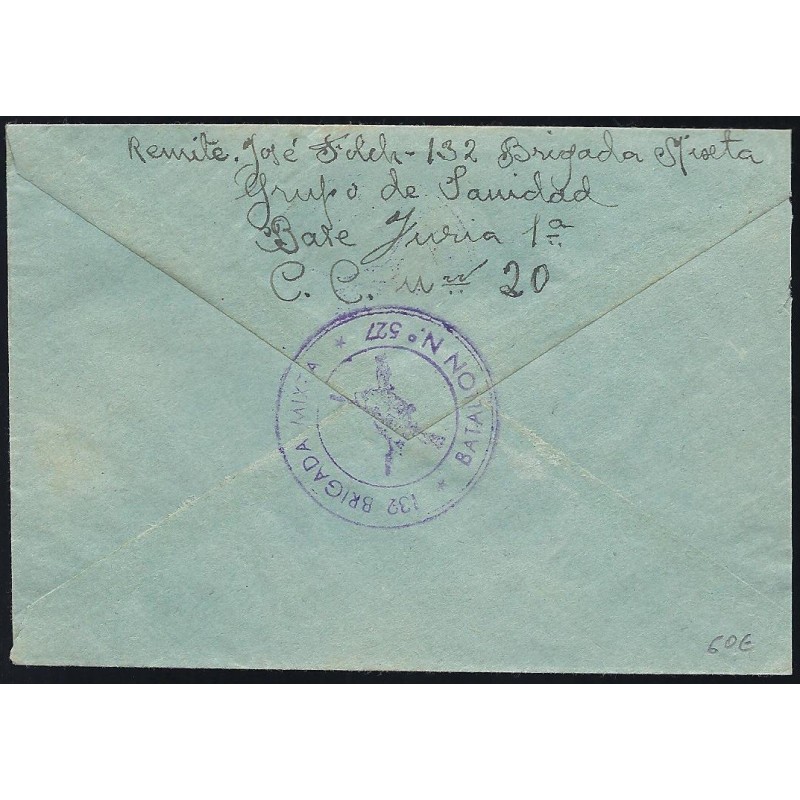 Remite. José Folch - 132 Brigada Mixta
Grupo de Sanidad
Base Turia 1ª
C. C. nº 20
132 BRIGADA MIXTA * BATALLON N.º 527 *
60€